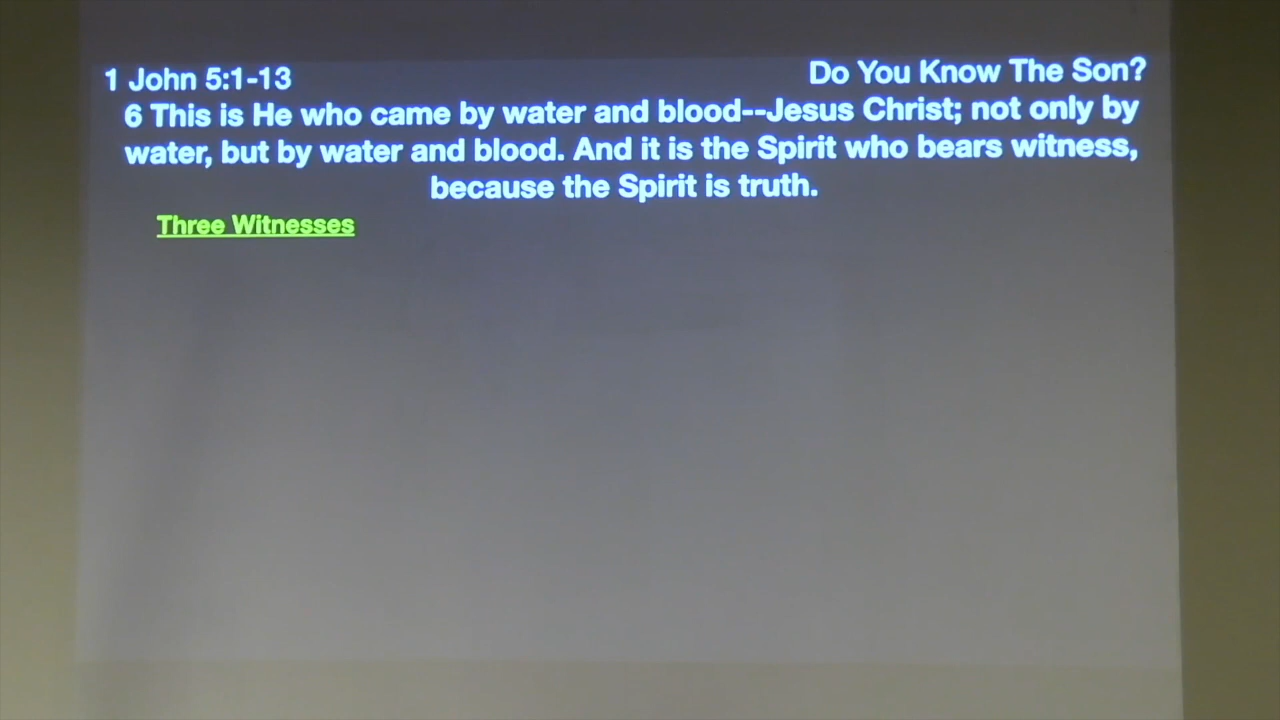 1 John 5:1-13 Do You Know The Son?
6 This is He who came by water and blood--Jesus Christ; not only by
water, but by water and blood. And it is the Spirit who bears witness,
because the Spirit is truth.
Three Witnesses